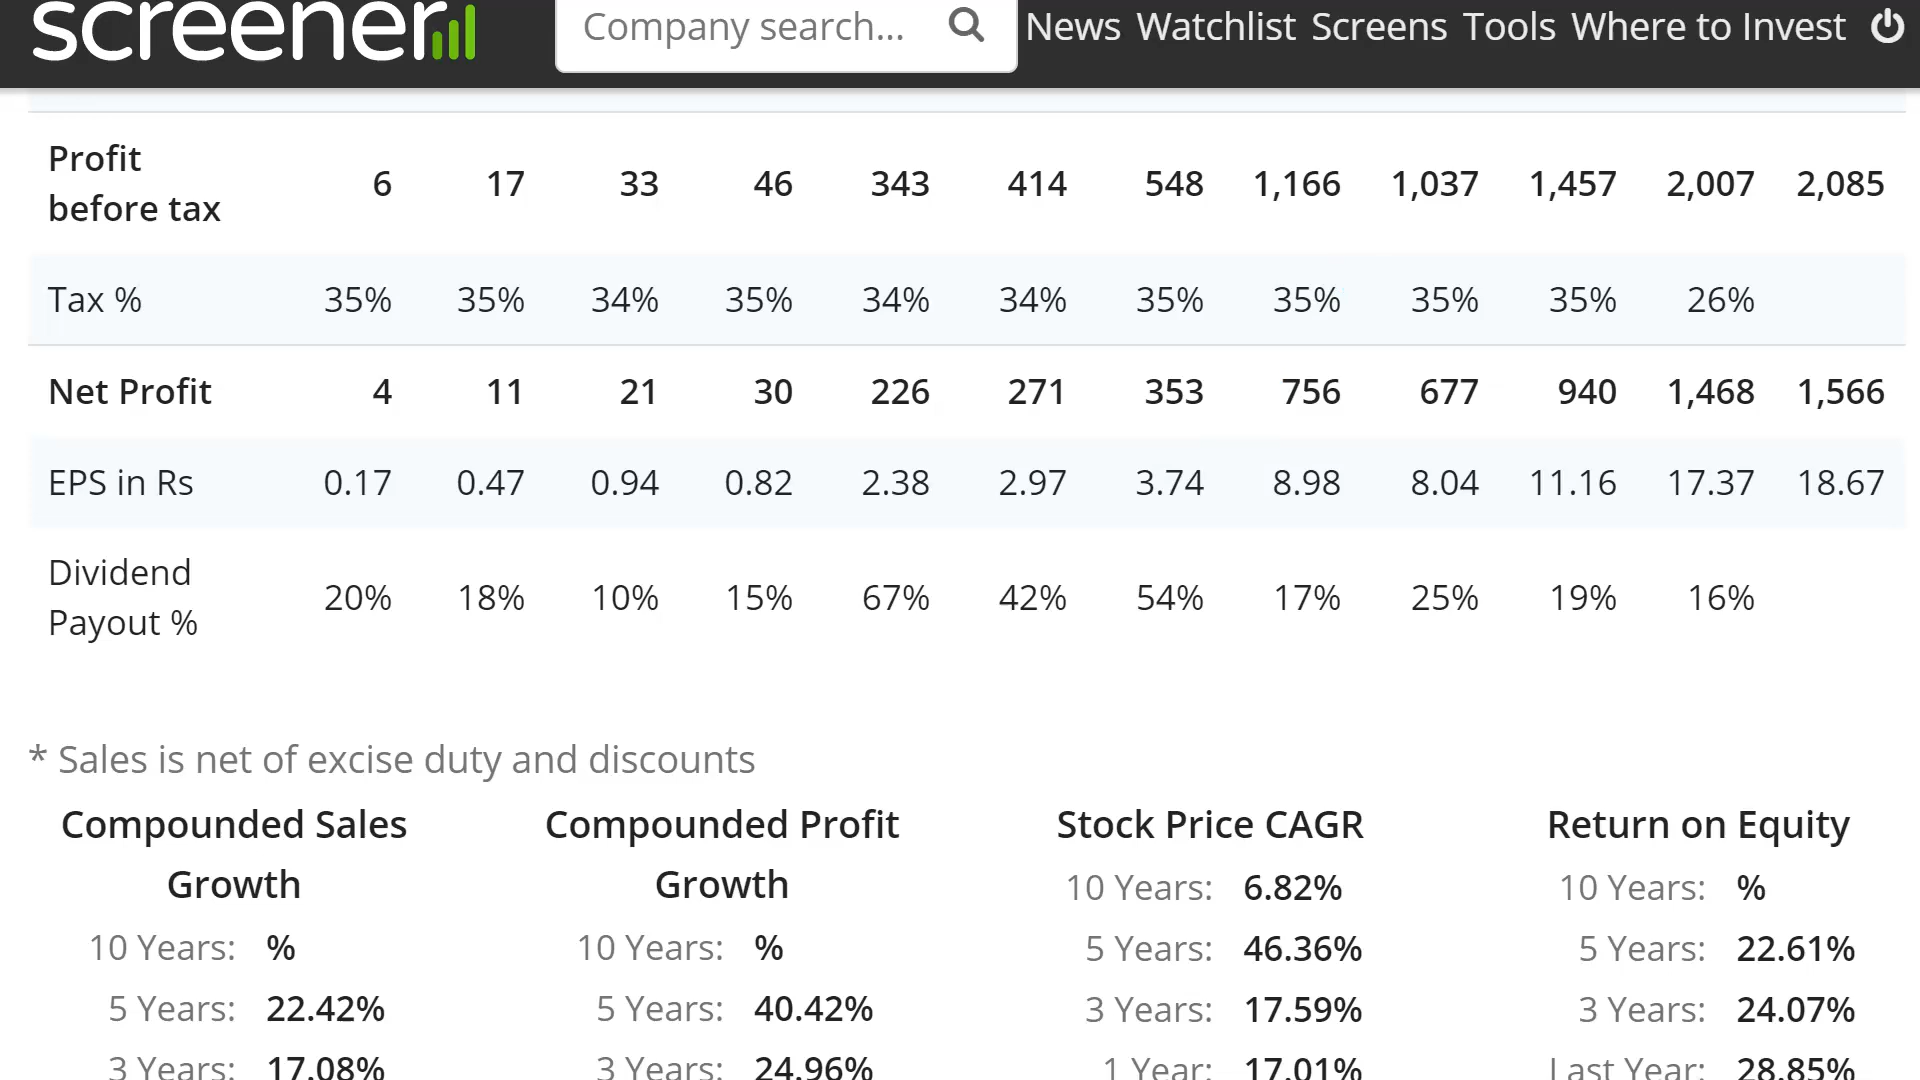 screener
Company search...
News Watchlist Screens Tools Where to Invest
Profit before tax 6 17 33 46 343 414 548 1,166 1,037 1,457 2,007 2,085
Tax % 35% 35% 34% 35% 34% 34% 35% 35% 35% 35% 26%
Net Profit 4 11 21 30 226 271 353 756 677 940 1,468 1,566
EPS in Rs 0.17 0.47 0.94 0.82 2.38 2.97 3.74 8.98 8.04 11.16 17.37 18.67
Dividend Payout % 20% 18% 10% 15% 67% 42% 54% 17% 25% 19% 16%
* Sales is net of excise duty and discounts
Compounded Sales
Growth
10 Years: %
5 Years: 22.42%
3 Years: 17.08%
Compounded Profit
Growth
10 Years: %
5 Years: 40.42%
3 Years: 24.96%
Stock Price CAGR
10 Years: 6.82%
5 Years: 46.36%
3 Years: 17.59%
1 Year: 17.01%
Return on Equity
10 Years: %
5 Years: 22.61%
3 Years: 24.07%
Last Year: 28.85%